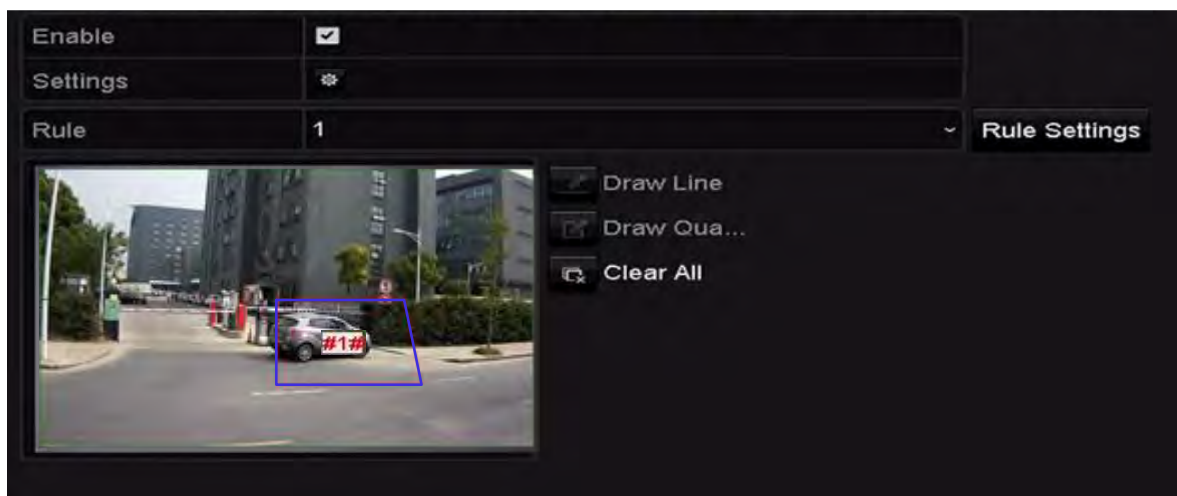 Enable
Settings
Rule 1 Rule Settings
Draw Line
Draw Qua...
Clear All
#1#